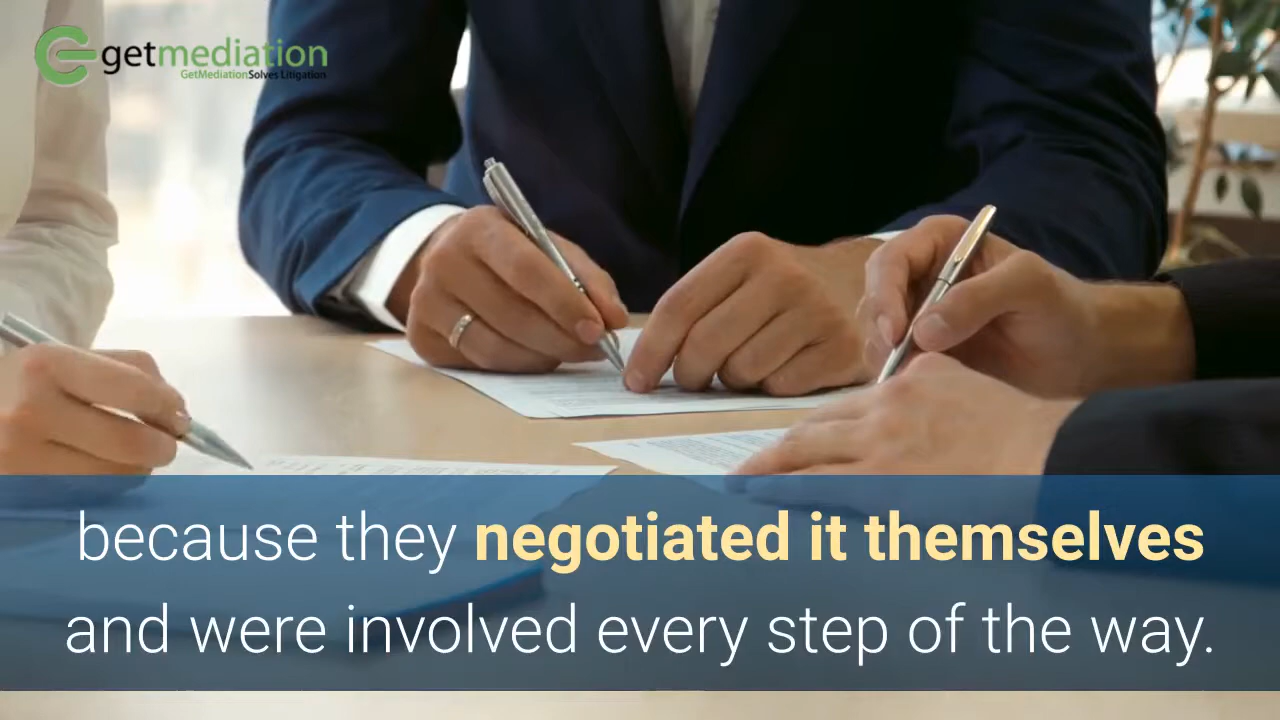 getmediation
GetMediationSolves Litigation
because they negotiated it themselves
and were involved every step of the way.